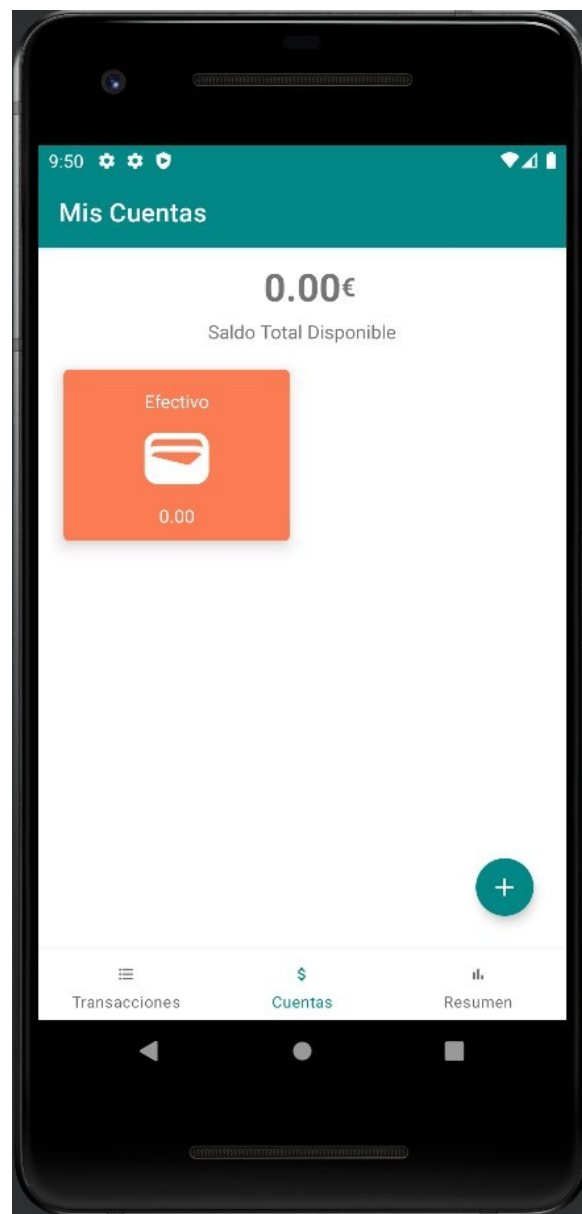 9:50
Mis Cuentas
0.00€
Saldo Total Disponible
Efectivo
0.00
Transacciones Cuentas Resumen